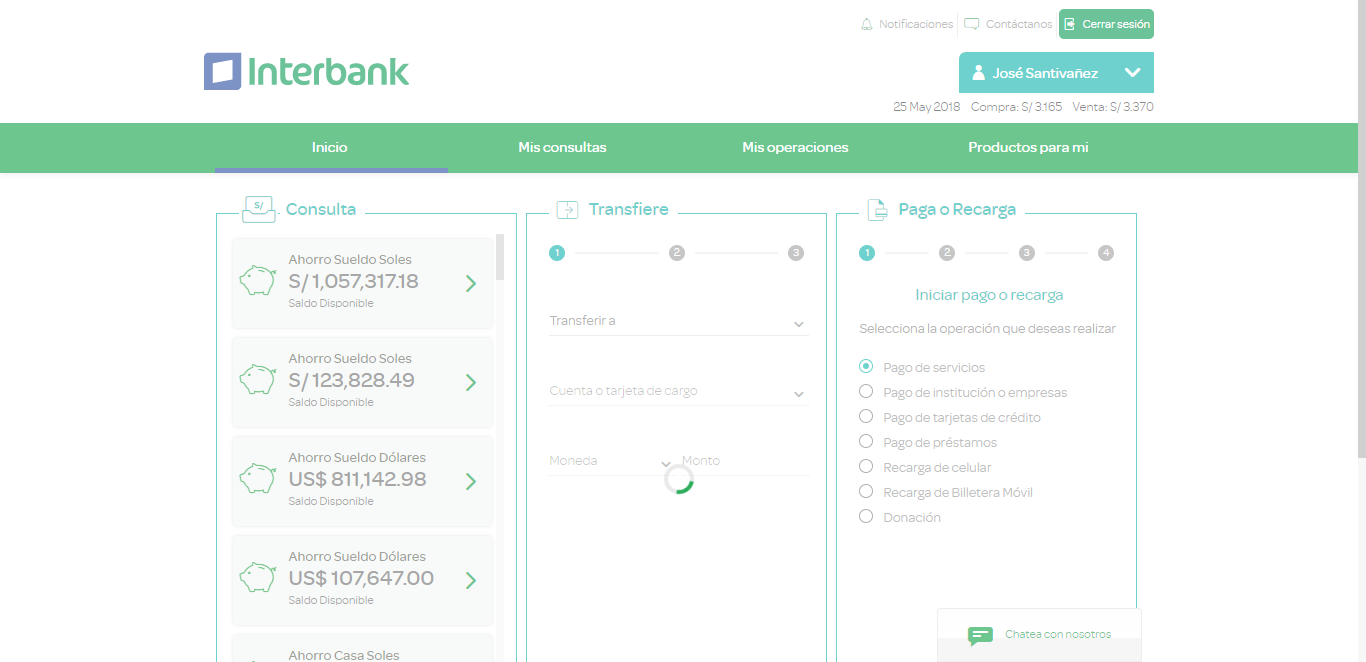 Notificaciones
Contáctanos
Cerrar sesión
Interbank
José Santivañez
25 May 2018 Compra: S/ 3.165 Venta: S/ 3.370
Inicio
Mis consultas
Mis operaciones
Productos para mi
S/
Consulta
Ahorro Sueldo Soles
S/ 1,057,317.18
Saldo Disponible
Ahorro Sueldo Soles
S/ 123,828.49
Saldo Disponible
Ahorro Sueldo Dólares
US$ 811,142.98
Saldo Disponible
Ahorro Sueldo Dólares
US$ 107,647.00
Saldo Disponible
Ahorro Casa Soles
Transfiere
1 2 3
Transferir a
Cuenta o tarjeta de cargo
Moneda
Monto
Paga o Recarga
1 2 3 4
Iniciar pago o recarga
Selecciona la operación que deseas realizar
Pago de servicios
Pago de institución o empresas
Pago de tarjetas de crédito
Pago de préstamos
Recarga de celular
Recarga de Billetera Móvil
Donación
Chatea con nosotros